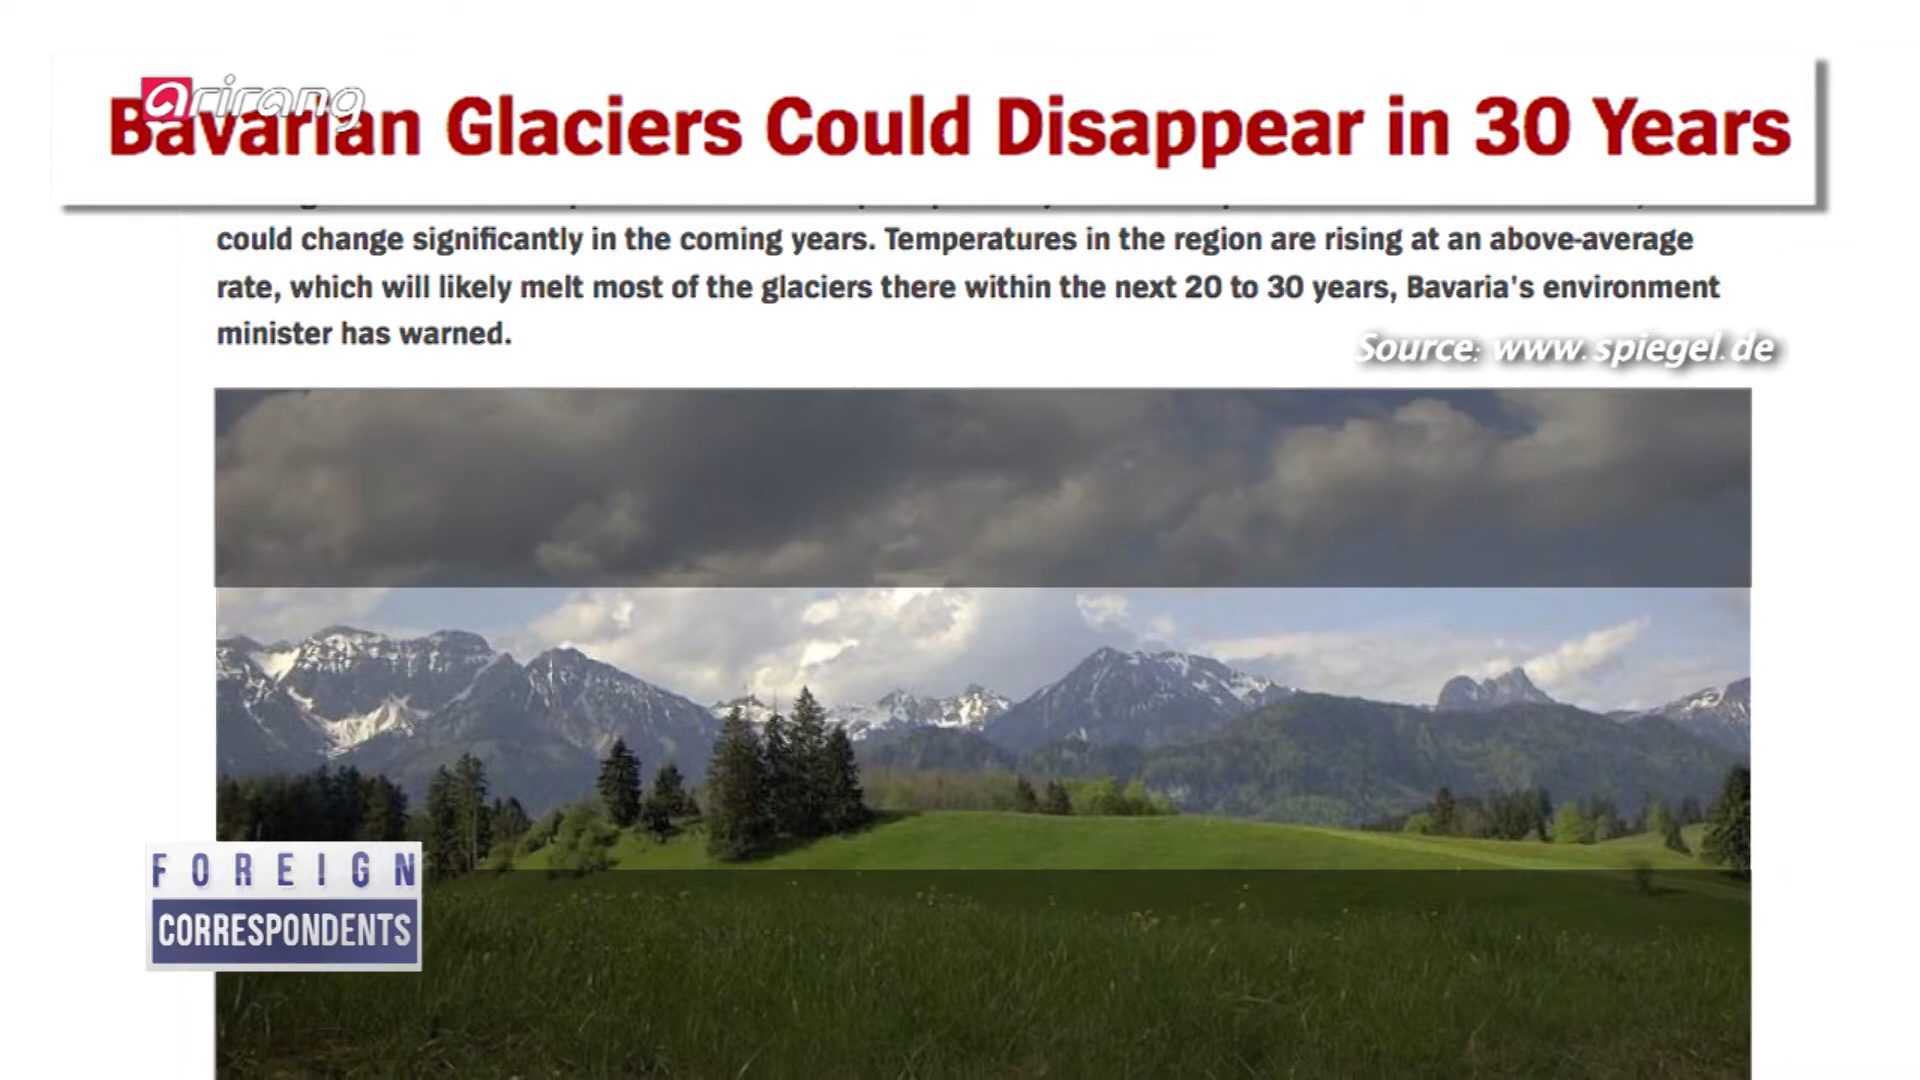 arirang
Bavarian Glaciers Could Disappear in 30 Years
could change significantly in the coming years. Temperatures in the region are rising at an above-average
rate, which will likely melt most of the glaciers there within the next 20 to 30 years, Bavaria's environment
minister has warned.
Source: www.spiegel.de
FOREIGN
CORRESPONDENTS